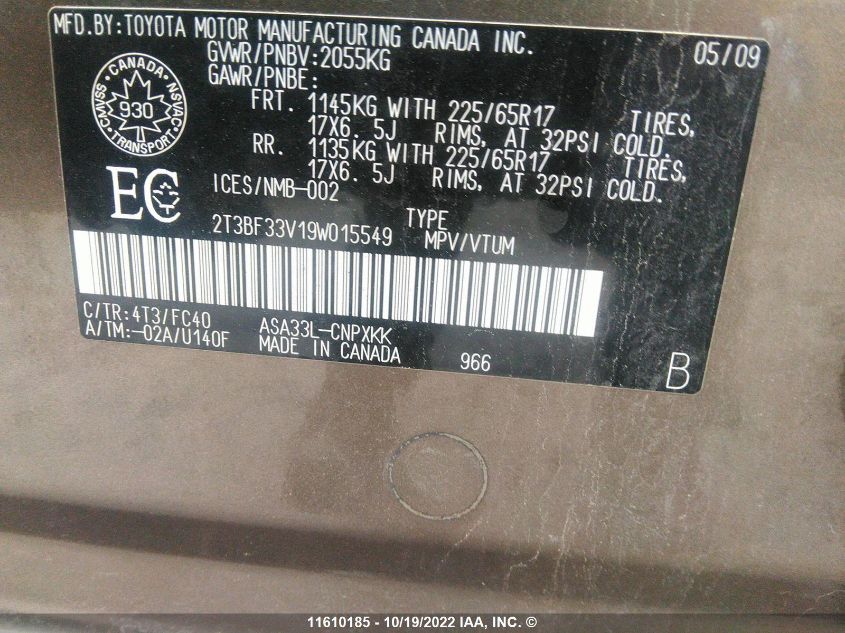 MFD.BY:TOYOTA MOTOR MANUFACTURING CANADA INC. 05/09
GVWR/PNBV:2055KG
GAWR/PNBE:
FRT. 1145KG WITH 225/65R17 TIRES,
17X6. 5J RIMS, AT 32PSI COLD.
RR. 1135KG WITH 225/65R17 TIRES,
17X6. 5J RIMS, AT 32PSI COLD.
CANADA
CMVSS 930 NSVAC
TRANSPORT
EC
ICES/NMB-002
TYPE
2T3BF33V19W015549 MPV/VTUM
C/TR:4T3/FC40 ASA33L-CNPXKK
A/TM:-02A/U140F MADE IN CANADA 966
B
11610185 - 10/19/2022 IAA, INC. ©